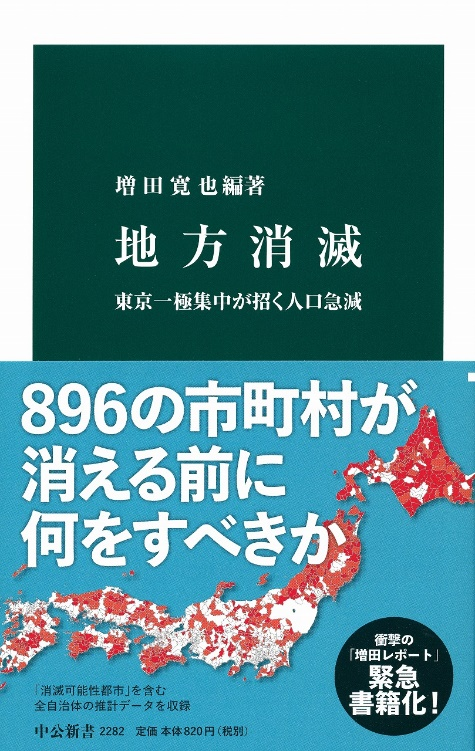 増田寛也編著
地方消滅
東京一極集中が招く人口急減
896の市町村が
消える前に
何をすべきか
衝撃の
「増田レポート」
緊急
書籍化!
「消滅可能性都市」を含む
全自治体の推計データを収録
中公新書 2282 定価 本体820円(税別)